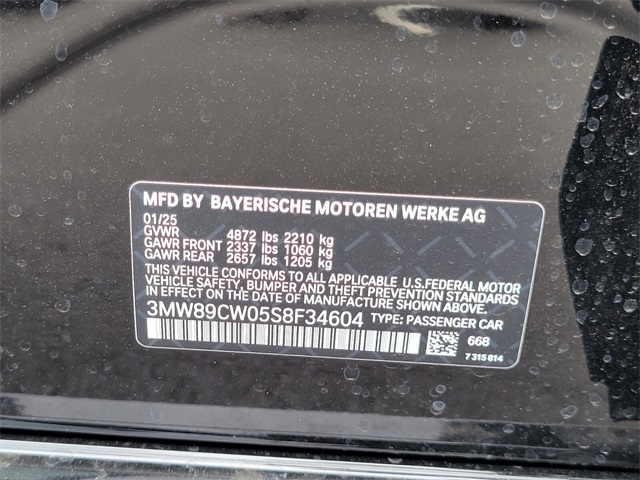 MFD BY BAYERISCHE MOTOREN WERKE AG
01/25
GVWR 4872 lbs 2210 kg
GAWR FRONT 2337 lbs 1060 kg
GAWR REAR 2657 lbs 1205 kg
THIS VEHICLE CONFORMS TO ALL APPLICABLE U.S.FEDERAL MOTOR
VEHICLE SAFETY, BUMPER AND THEFT PREVENTION STANDARDS
IN EFFECT ON THE DATE OF MANUFACTURE SHOWN ABOVE.
3MW89CW05S8F34604 TYPE: PASSENGER CAR
668
7 315 814